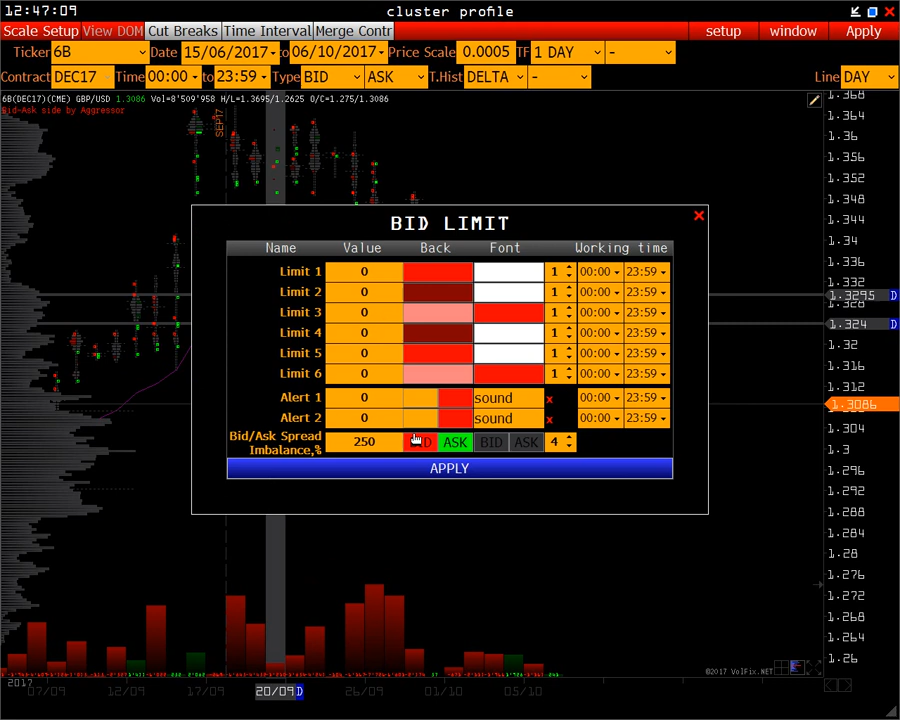 12:47:09 cluster profile
Scale Setup View DOM Cut Breaks Time Interval Merge Contr setup window Apply
Ticker 6B Date 15/06/2017 to 06/10/2017 Price Scale 0.0005 TF 1 DAY -
Contract DEC17 Time 00:00 to 23:59 Type BID ASK T.Hist DELTA - Line DAY
6B(DEC17)(CME) GBP/USD 1.3086 Vol=8'509'958 H/L=1.3695/1.2625 O/C=1.275/1.3086
Bid-Ask side by Aggressor
SEP17
1.368
1.364
1.36
1.356
1.352
1.348
1.344
1.34
1.336
1.332
1.3295 D
1.328
1.324 D
1.32
1.316
1.312
1.3086
1.304
1.3
1.296
1.292
1.288
1.284
1.28
1.276
1.272
1.268
1.264
1.26
BID LIMIT
Name Value Back Font Working time
Limit 1 0 1 00:00 23:59
Limit 2 0 1 00:00 23:59
Limit 3 0 1 00:00 23:59
Limit 4 0 1 00:00 23:59
Limit 5 0 1 00:00 23:59
Limit 6 0 1 00:00 23:59
Alert 1 0 sound x 00:00 23:59
Alert 2 0 sound x 00:00 23:59
Bid/Ask Spread
Imbalance,% 250 ASK BID ASK 4
APPLY
©2017 VolFix.NET
2017
07/09 12/09 17/09 20/09 D 26/09 01/10 05/10